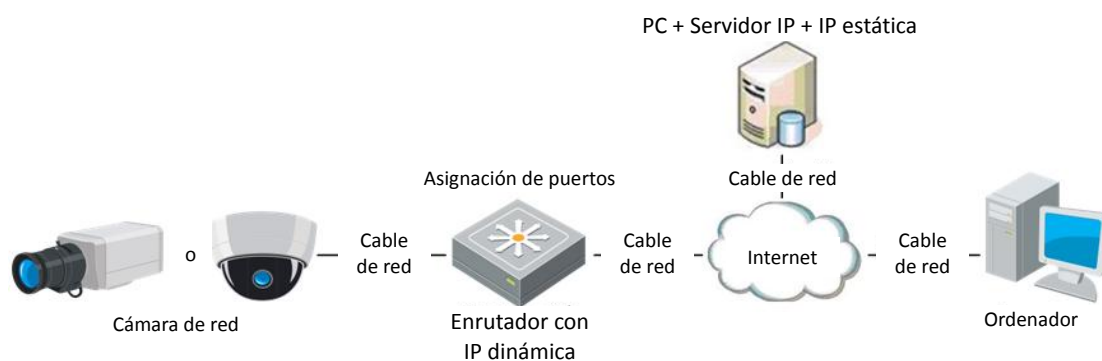 PC + Servidor IP + IP estática
Asignación de puertos
Cable de red
o
Cable
de red
Cable
de red
Internet
Cable
de red
Cámara de red
Enrutador con
IP dinámica
Ordenador